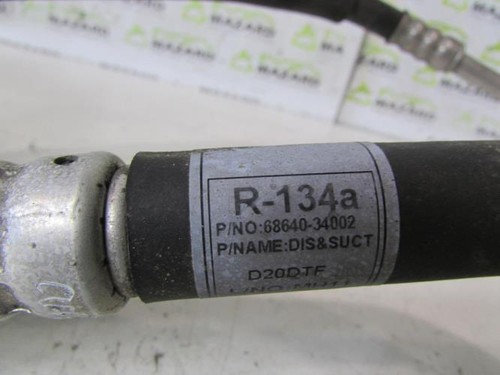 R-134a
P/NO:68640-34002
P/NAME:DIS&SUCT
D20DTF